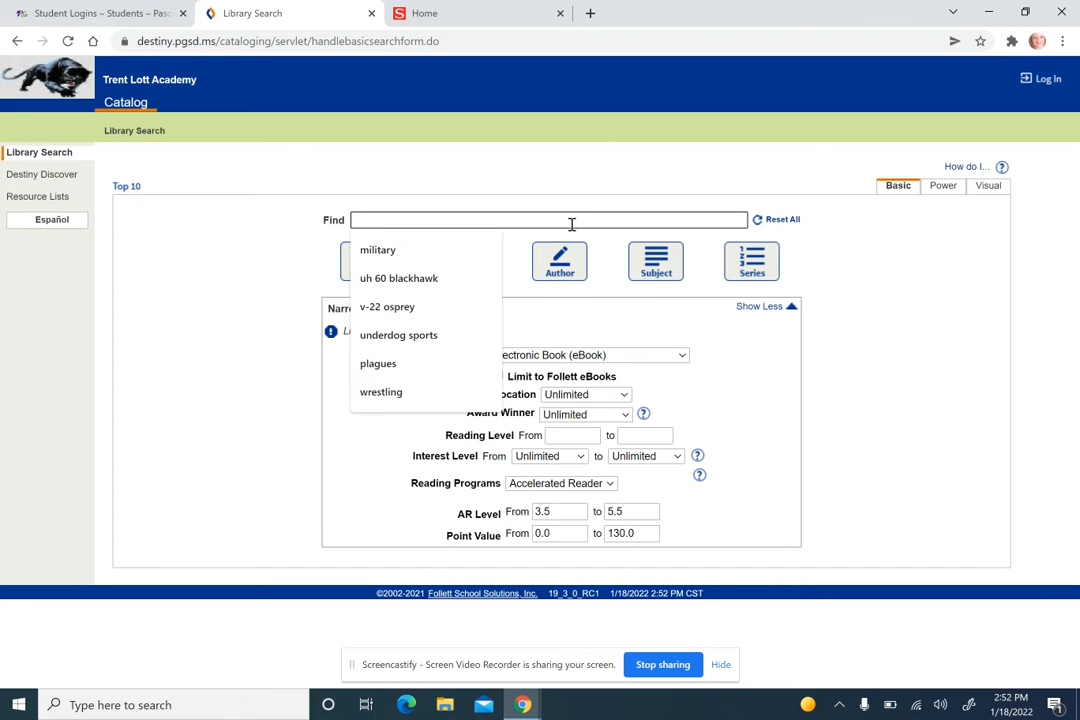 Student Logins – Students – Pasc
Library Search
Home
destiny.pgsd.ms/cataloging/servlet/handlebasicsearchform.do
Trent Lott Academy
Log In
Catalog
Library Search
Library Search
Destiny Discover
Resource Lists
Español
How do I...
Top 10
Basic
Power
Visual
Find
Reset All
military
uh 60 blackhawk
v-22 osprey
underdog sports
plagues
wrestling
Author
Subject
Series
Narr
Show Less
Li
ectronic Book (eBook)
Limit to Follett eBooks
ocation Unlimited
Award Winner Unlimited
Reading Level From to
Interest Level From Unlimited to Unlimited
Reading Programs Accelerated Reader
AR Level From 3.5 to 5.5
Point Value From 0.0 to 130.0
©2002-2021 Follett School Solutions, Inc. 19_3_0_RC1 1/18/2022 2:52 PM CST
Screencastify - Screen Video Recorder is sharing your screen.
Stop sharing
Hide
Type here to search
2:52 PM
1/18/2022
1